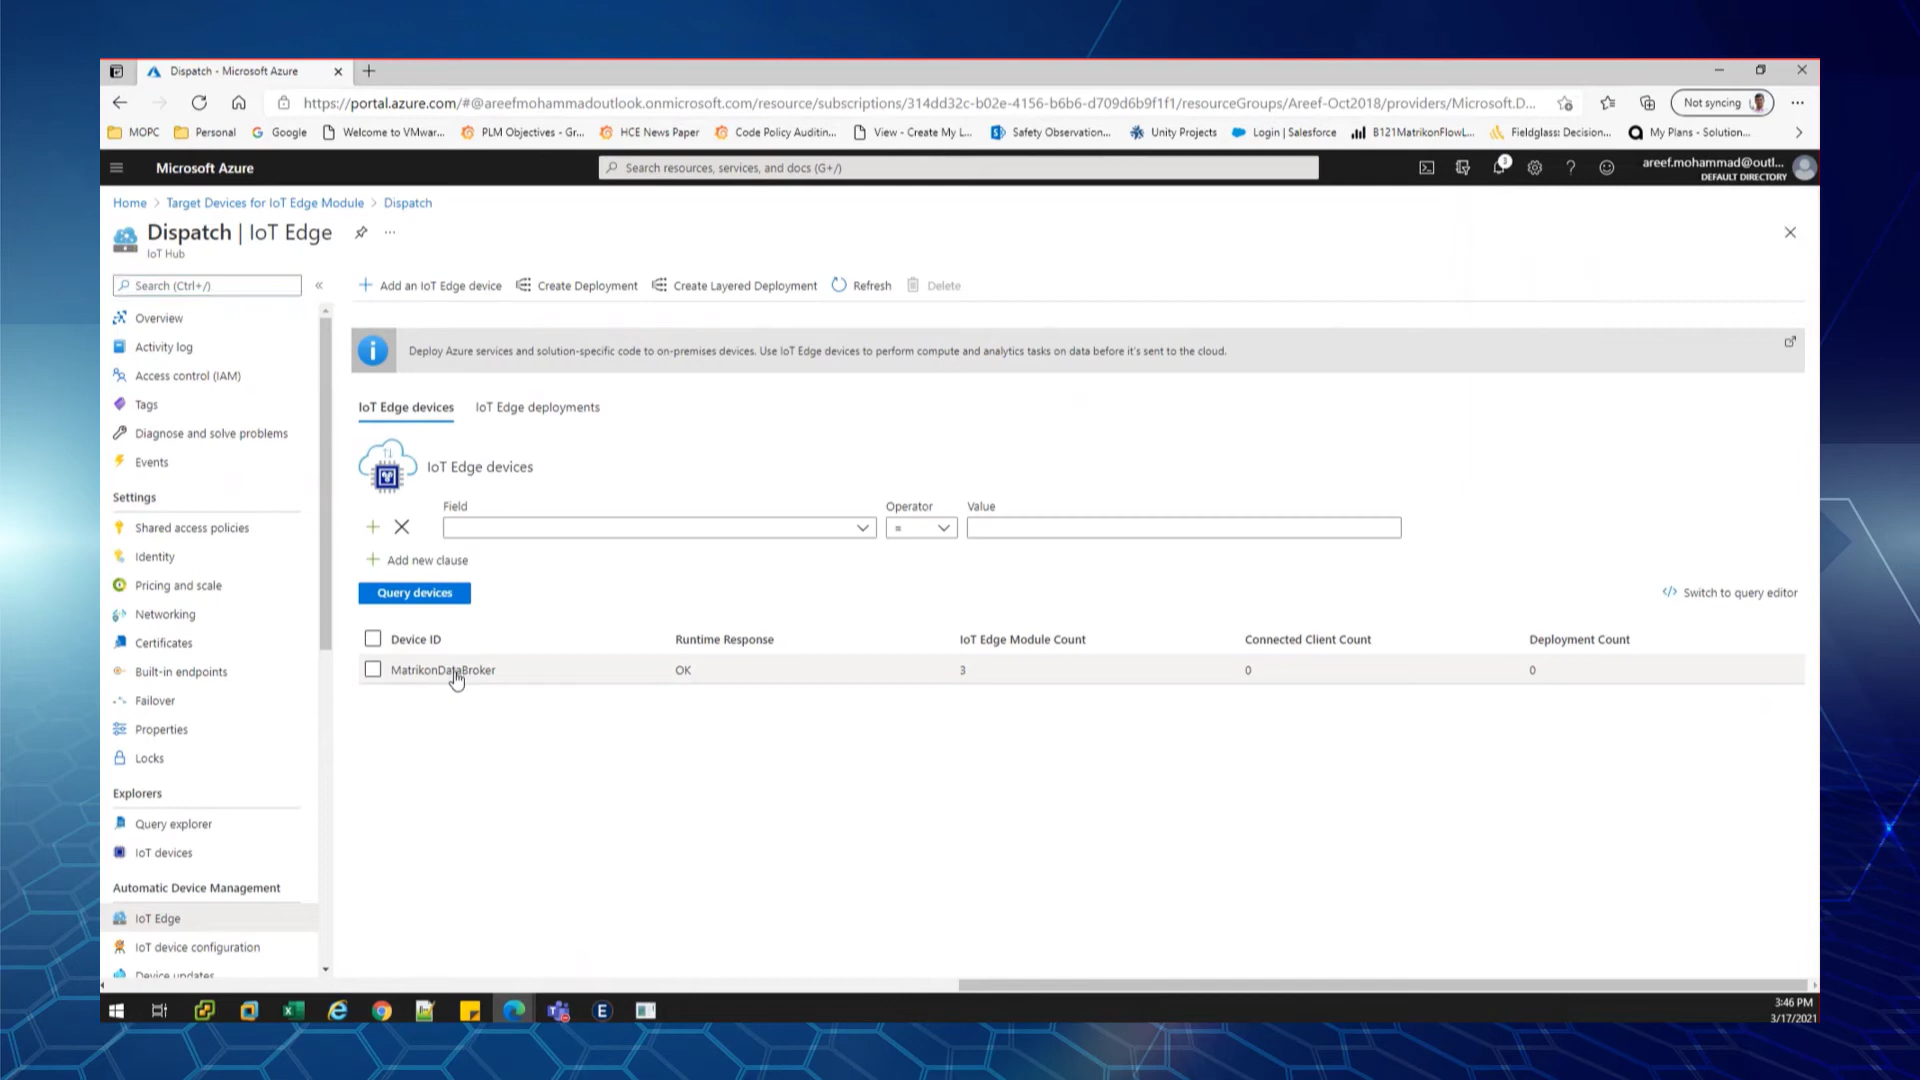 Dispatch - Microsoft Azure
https://portal.azure.com/#@areefmohammadoutlook.onmicrosoft.com/resource/subscriptions/314dd32c-b02e-4156-b6b6-d709d6b9f1f1/resourceGroups/Areef-Oct2018/providers/Microsoft.D...
Not syncing
MOPC
Personal
Google
Welcome to VMwar...
PLM Objectives - Gr...
HCE News Paper
Code Policy Auditin...
View - Create My L...
Safety Observation...
Unity Projects
Login | Salesforce
B121MatrikonFlowL...
Fieldglass: Decision...
My Plans - Solution...
Microsoft Azure
Search resources, services, and docs (G+/)
3
areef.mohammad@outl...
DEFAULT DIRECTORY
Home > Target Devices for IoT Edge Module > Dispatch
Dispatch | IoT Edge
IoT Hub
Search (Ctrl+/)
Add an IoT Edge device
Create Deployment
Create Layered Deployment
Refresh
Delete
Overview
Activity log
Access control (IAM)
Tags
Diagnose and solve problems
Events
Settings
Shared access policies
Identity
Pricing and scale
Networking
Certificates
Built-in endpoints
Failover
Properties
Locks
Explorers
Query explorer
IoT devices
Automatic Device Management
IoT Edge
IoT device configuration
Device updates
Deploy Azure services and solution-specific code to on-premises devices. Use IoT Edge devices to perform compute and analytics tasks on data before it's sent to the cloud.
IoT Edge devices
IoT Edge deployments
IoT Edge devices
Field Operator Value
=
Add new clause
Query devices
Switch to query editor
Device ID Runtime Response IoT Edge Module Count Connected Client Count Deployment Count
MatrikonDataBroker OK 3 0 0
3:46 PM
3/17/2021